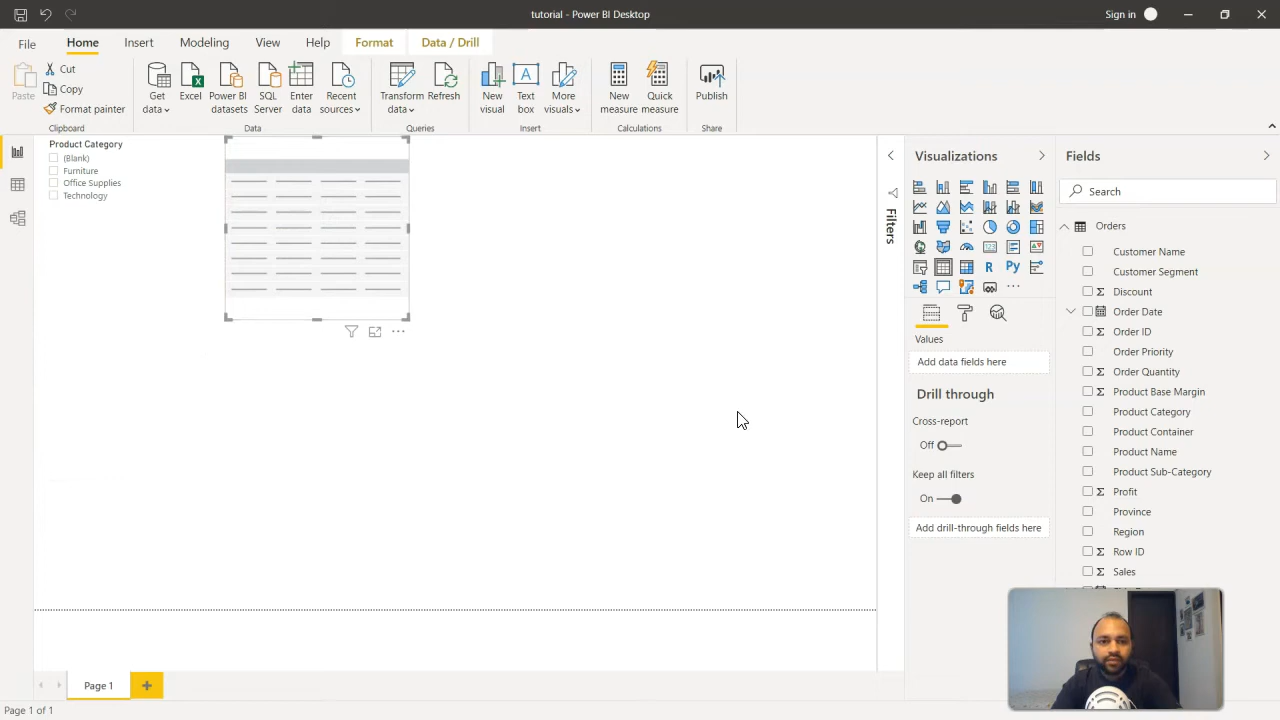 tutorial - Power BI Desktop
Sign in
File
Home
Insert
Modeling
View
Help
Format
Data / Drill
Paste
Cut
Copy
Format painter
Clipboard
Get data
Excel
Power BI datasets
SQL Server
Enter data
Recent sources
Data
Transform data
Refresh
Queries
New visual
A
Text box
More visuals
Insert
New measure
Quick measure
Calculations
Publish
Share
Product Category
(Blank)
Furniture
Office Supplies
Technology
Filters
Visualizations
R
Py
123
Values
Add data fields here
Drill through
Cross-report
Off
Keep all filters
On
Add drill-through fields here
Fields
Search
Orders
Customer Name
Customer Segment
Σ Discount
Order Date
Σ Order ID
Order Priority
Σ Order Quantity
Σ Product Base Margin
Product Category
Product Container
Product Name
Product Sub-Category
Σ Profit
Province
Region
Σ Row ID
Σ Sales
Page 1
Page 1 of 1